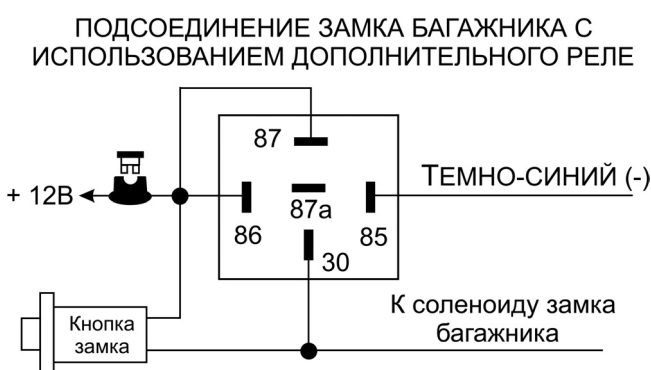 ПОДСОЕДИНЕНИЕ ЗАМКА БАГАЖНИКА С
ИСПОЛЬЗОВАНИЕМ ДОПОЛНИТЕЛЬНОГО РЕЛЕ
87
ТЕМНО-СИНИЙ (-)
+ 12В
87а
86
85
30
К соленоиду замка
багажника
Кнопка
замка